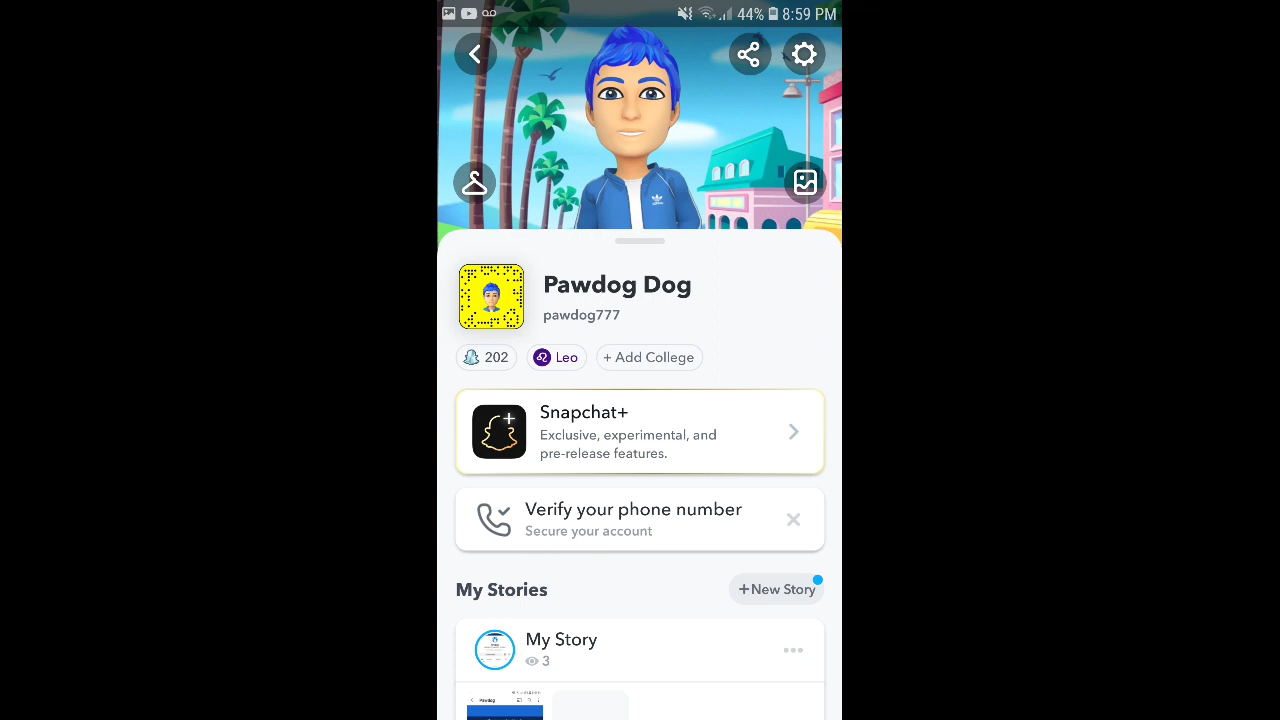 44% 8:59 PM
Pawdog Dog
pawdog777
202 Leo + Add College
Snapchat+
Exclusive, experimental, and
pre-release features.
Verify your phone number
Secure your account
My Stories +New Story
My Story
3
Pawdog